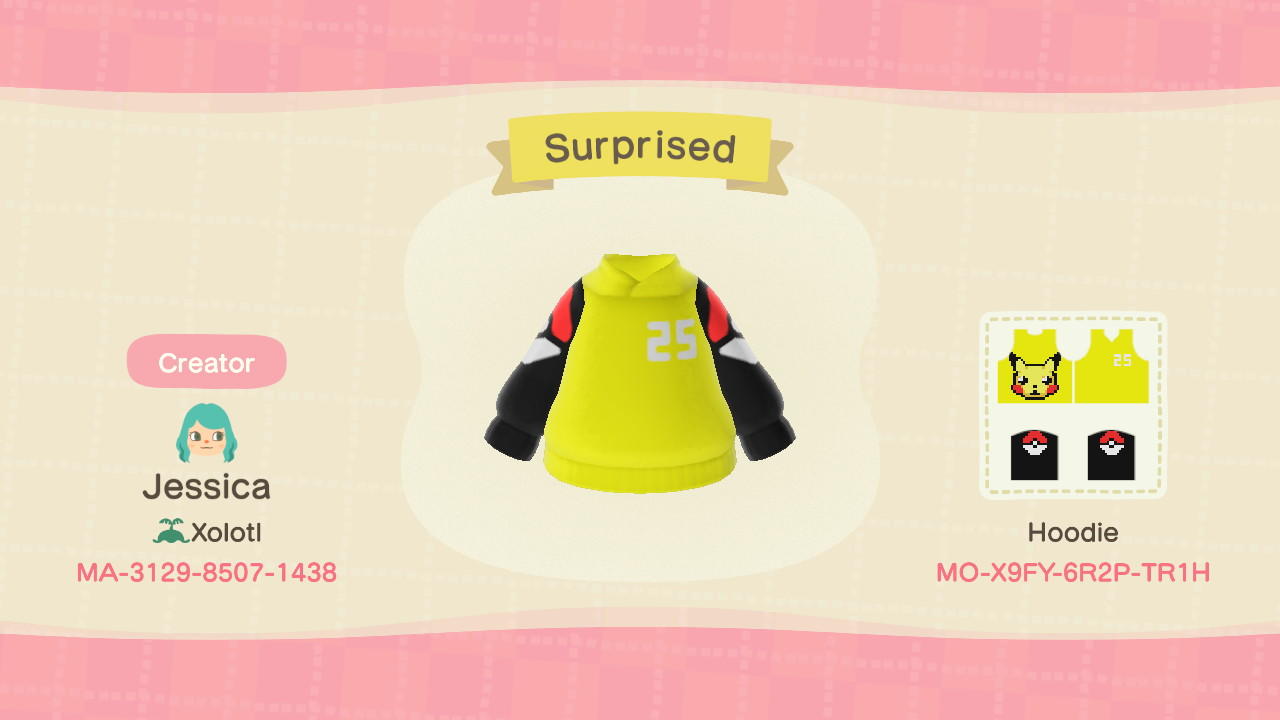 Surprised
25
25
Creator
Jessica
Xolotl
MA-3129-8507-1438
Hoodie
MO-X9FY-6R2P-TR1H